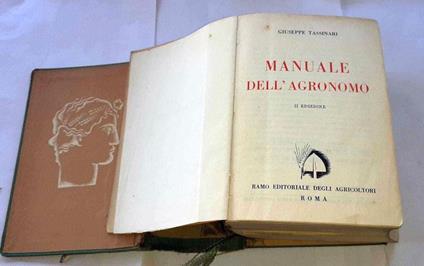 GIUSEPPE TASSINARI
MANUALE
DELL'AGRONOMO
II EDIZIONE
RAMO EDITORIALE DEGLI AGRICOLTORI
ROMA